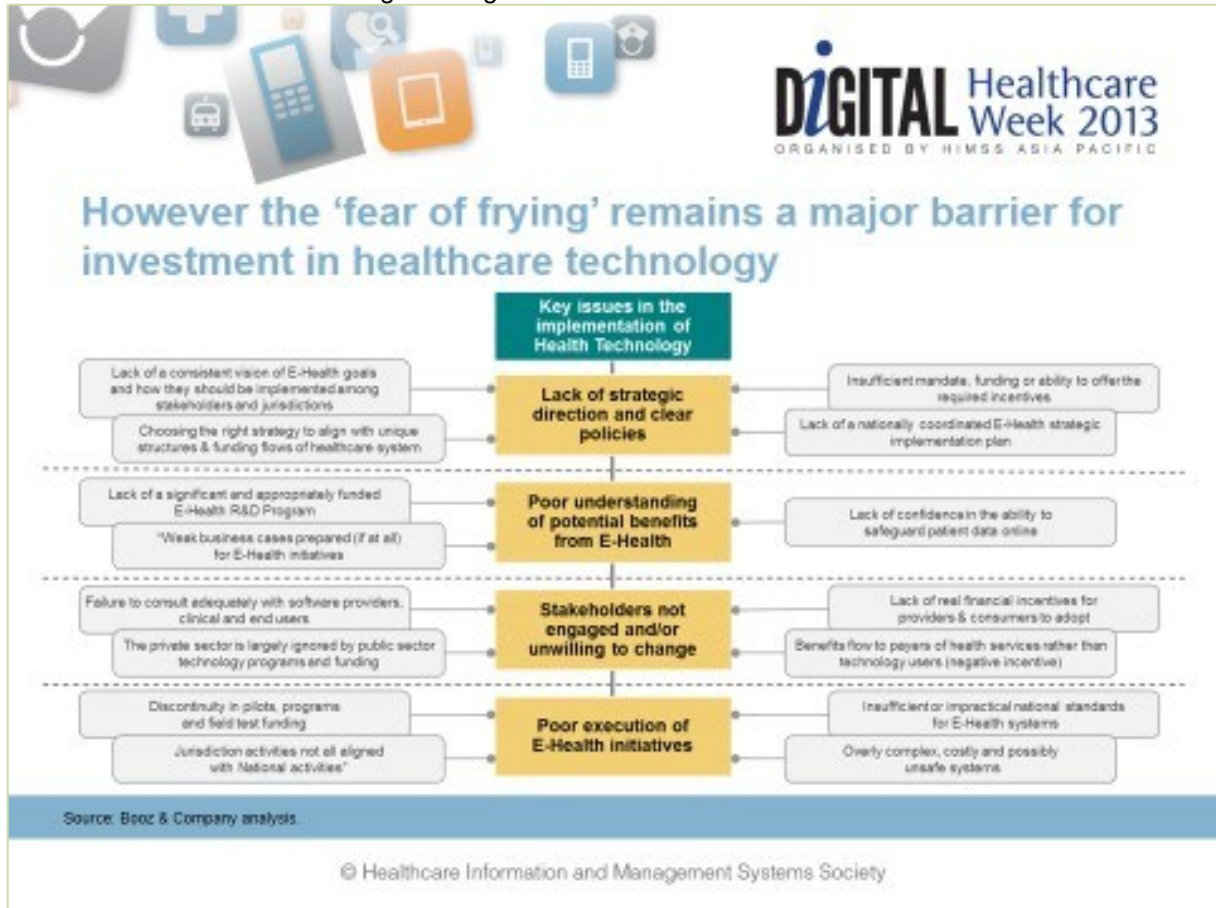 DiGITAL Healthcare
Week 2013
ORGANISED BY HIMSS ASIA PACIFIC
However the ‘fear of frying’ remains a major barrier for
investment in healthcare technology
Key issues in the
implementation of
Health Technology
Lack of a consistent vision of E-Health goals
and how they should be implemented among
stakeholders and jurisdictions
Choosing the right strategy to align with unique
structures & funding flows of healthcare system
Lack of strategic
direction and clear
policies
Insufficient mandate, funding or ability to offer the
required incentives
Lack of a nationally coordinated E-Health strategic
implementation plan
Lack of a significant and appropriately funded
E-Health R&D Program
"Weak business cases prepared (if at all)
for E-Health initiatives
Poor understanding
of potential benefits
from E-Health
Lack of confidence in the ability to
safeguard patient data online
Failure to consult adequately with software providers,
clinical and end users.
The private sector is largely ignored by public sector
technology programs and funding
Stakeholders not
engaged and/or
unwilling to change
Lack of real financial incentives for
providers & consumers to adopt
Benefits flow to payers of health services rather than
technology users (negative incentive)
Discontinuity in pilots, programs
and field test funding
Jurisdiction activities not all aligned
with National activities"
Poor execution of
E-Health initiatives
Insufficient or impractical national standards
for E-Health systems
Overly complex, costly and possibly
unsafe systems
Source: Booz & Company analysis.
© Healthcare Information and Management Systems Society